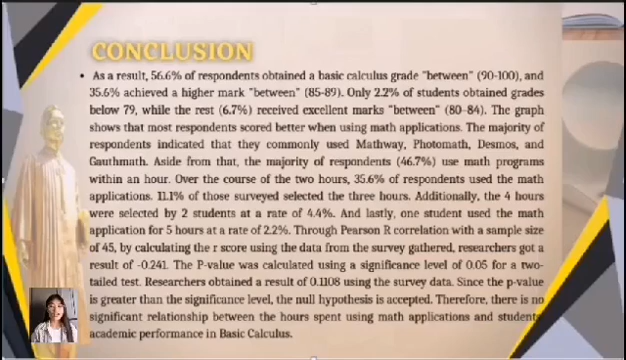 CONCLUSION
• As a result, 56.6% of respondents obtained a basic calculus grade "between" (90-100), and
35.6% achieved a higher mark "between" (85-89). Only 2.2% of students obtained grades
below 79, while the rest (6.7%) received excellent marks "between" (80-84). The graph
shows that most respondents scored better when using math applications. The majority of
respondents indicated that they commonly used Mathway, Photomath, Desmos, and
Gauthmath. Aside from that, the majority of respondents (46.7%) use math programs
within an hour. Over the course of the two hours, 35.6% of respondents used the math
applications. 11.1% of those surveyed selected the three hours. Additionally, the 4 hours
were selected by 2 students at a rate of 4.4%. And lastly, one student used the math
application for 5 hours at a rate of 2.2%. Through Pearson R correlation with a sample size
of 45, by calculating the r score using the data from the survey gathered, researchers got a
result of -0.241. The P-value was calculated using a significance level of 0.05 for a two-
tailed test. Researchers obtained a result of 0.1108 using the survey data. Since the p-value
is greater than the significance level, the null hypothesis is accepted. Therefore, there is no
significant relationship between the hours spent using math applications and students
academic performance in Basic Calculus.